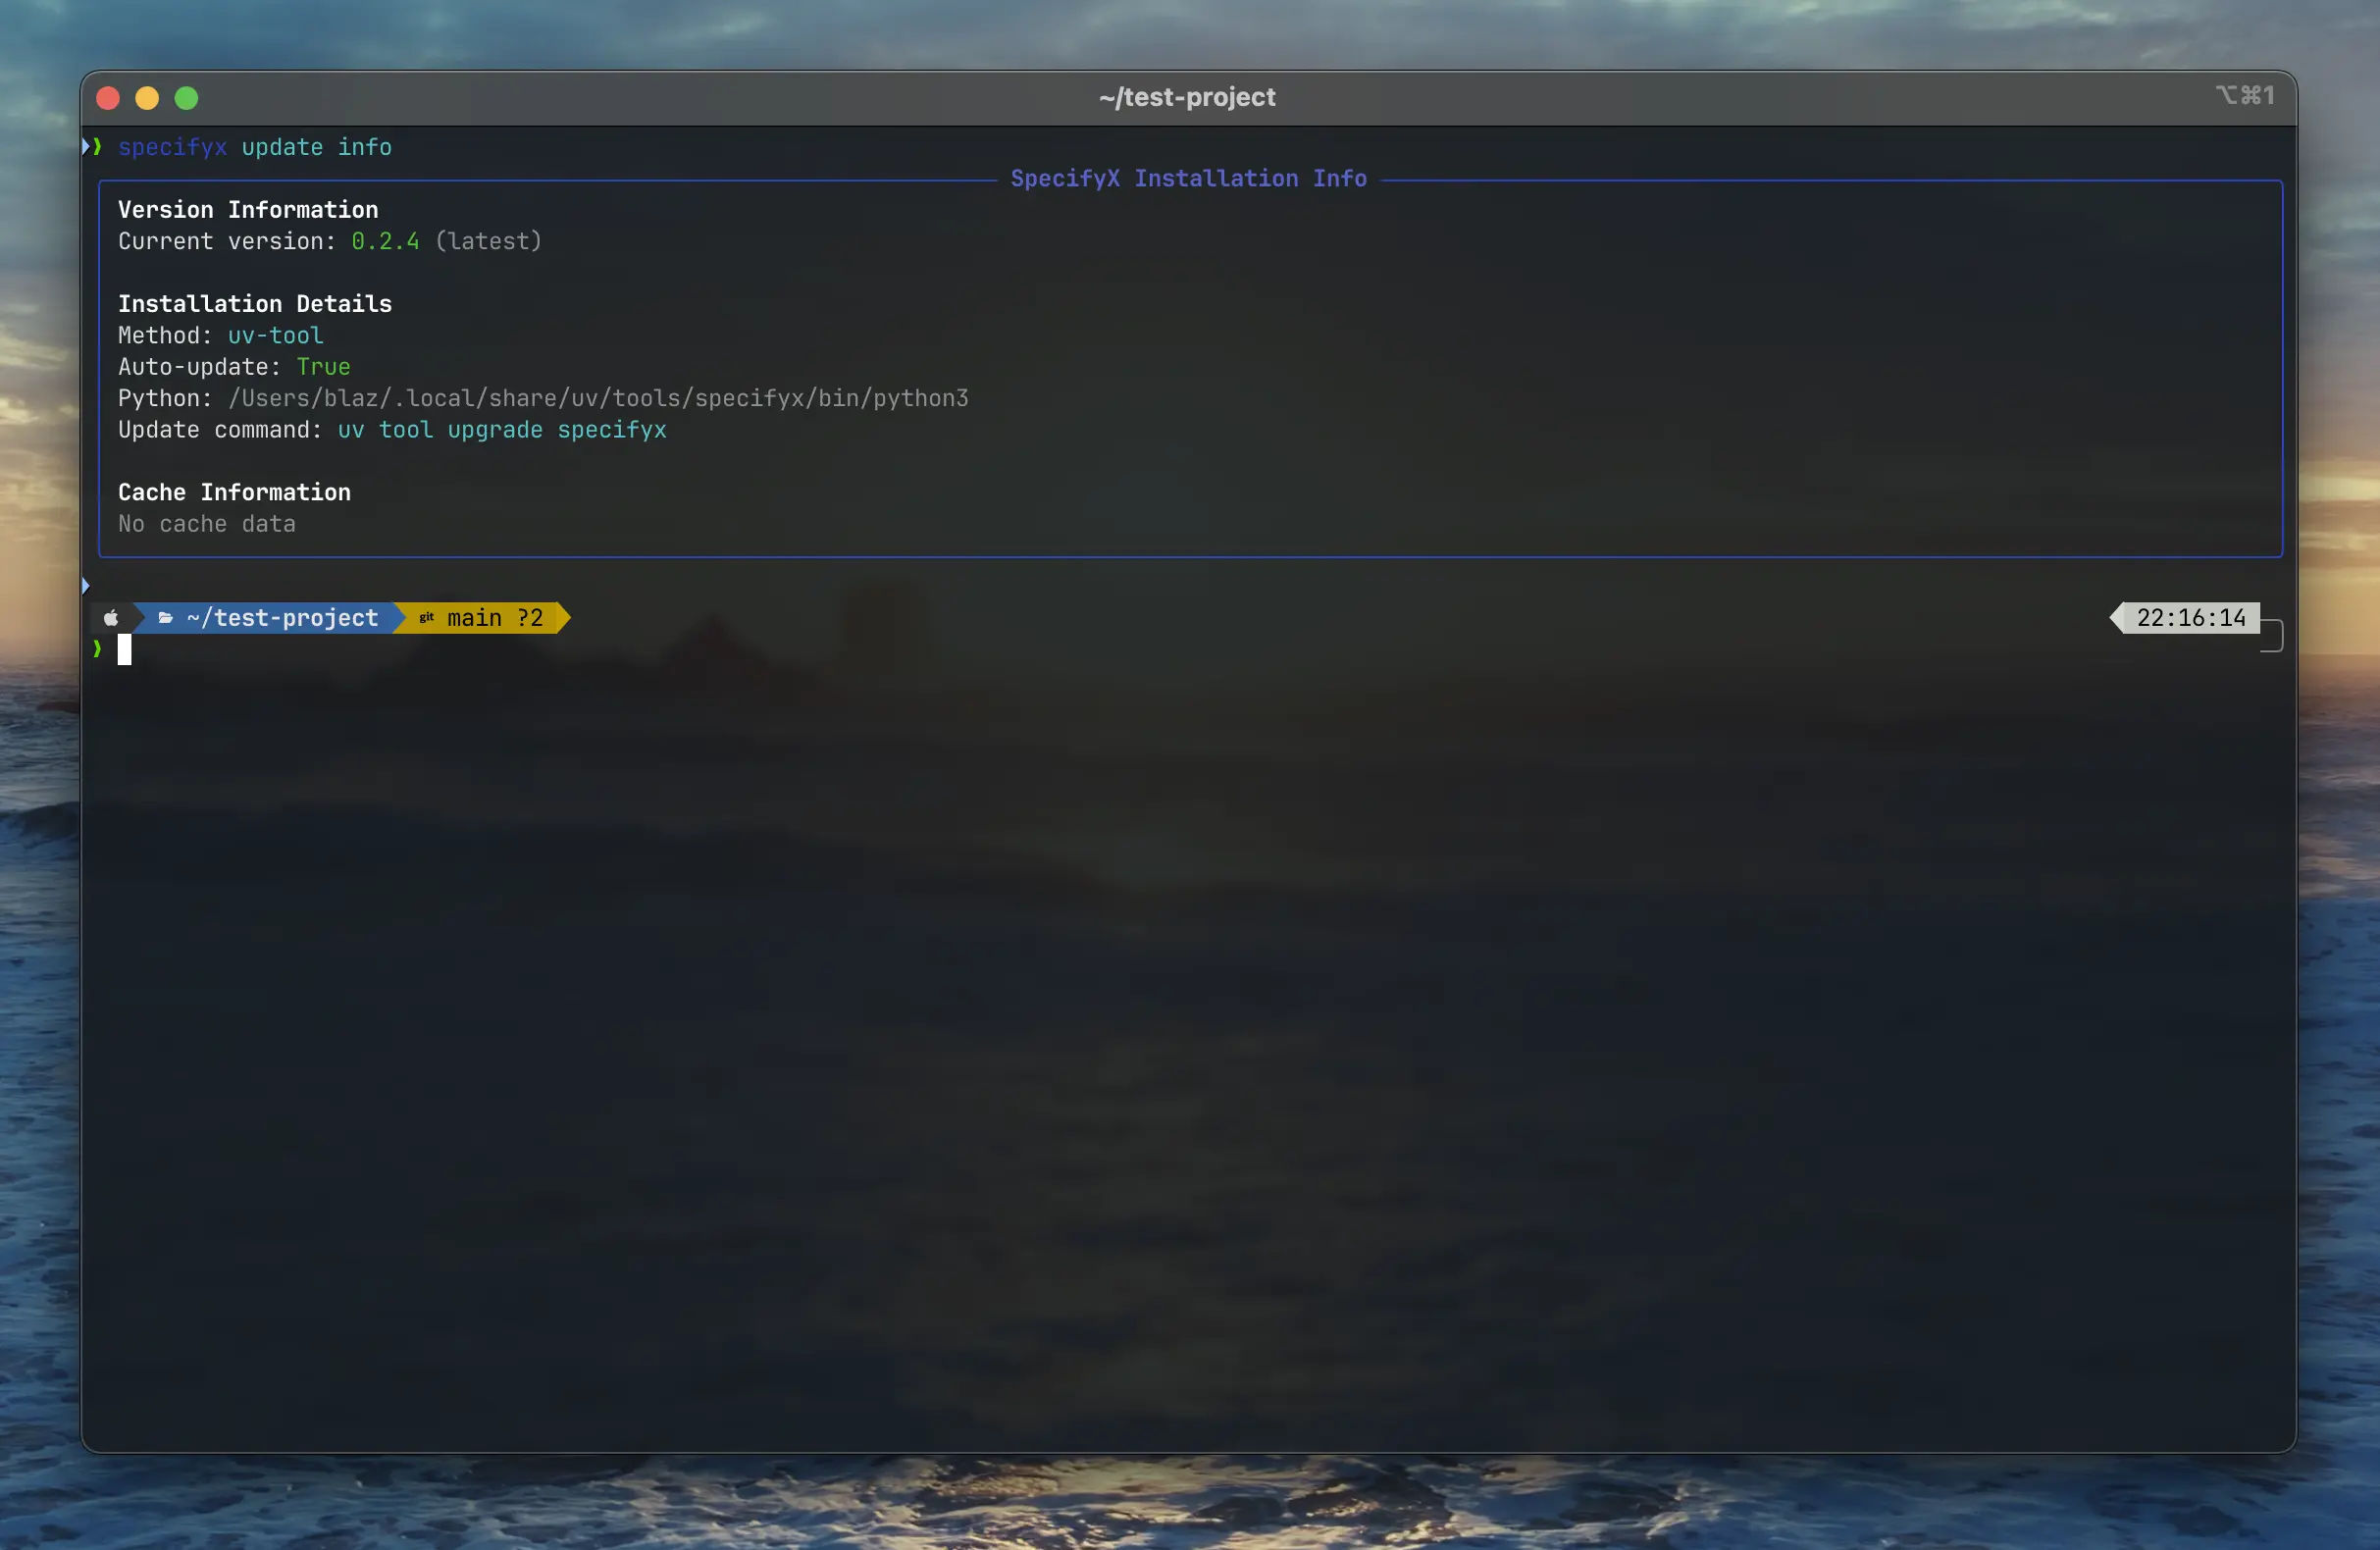 ~/test-project
⌥⌘1
❯ specifyx update info
SpecifyX Installation Info
Version Information
Current version: 0.2.4 (latest)
Installation Details
Method: uv-tool
Auto-update: True
Python: /Users/blaz/.local/share/uv/tools/specifyx/bin/python3
Update command: uv tool upgrade specifyx
Cache Information
No cache data
~/test-project git main ?2 22:16:14
❯